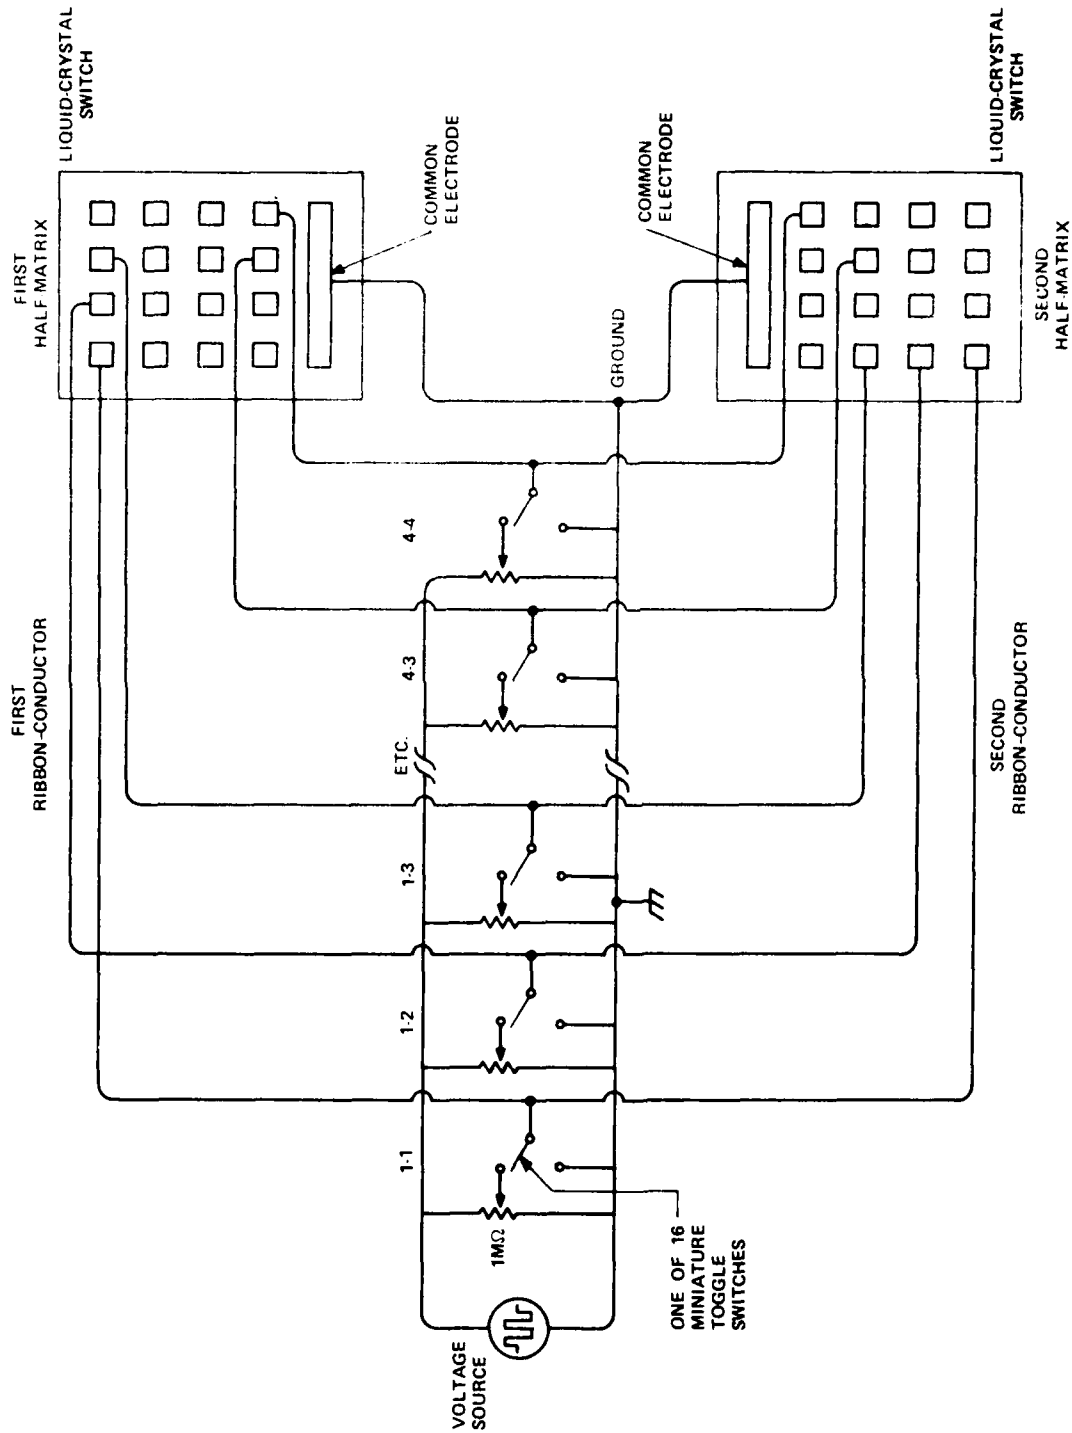 FIRST
HALF-MATRIX
LIQUID-CRYSTAL
SWITCH
COMMON
ELECTRODE
FIRST
RIBBON-CONDUCTOR
4-4
4-3
ETC.
1-3
1-2
1-1
1MΩ
VOLTAGE
SOURCE
ONE OF 16
MINIATURE
TOGGLE
SWITCHES
GROUND
COMMON
ELECTRODE
LIQUID-CRYSTAL
SWITCH
SECOND
HALF-MATRIX
SECOND
RIBBON-CONDUCTOR